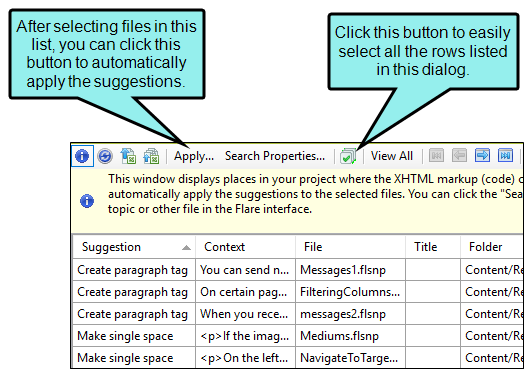 After selecting files in this
list, you can click this
button to automatically
apply the suggestions.
Click this button to easily
select all the rows listed
in this dialog.
Apply... Search Properties... View All
This window displays places in your project where the XHTML markup (code) c
automatically apply the suggestions to the selected files. You can click the "Sea
topic or other file in the Flare interface.
Suggestion Context File Title Folder
Create paragraph tag You can send n... Messages1.flsnp Content/Re
Create paragraph tag On certain pag... FilteringColumns... Content/Re
Create paragraph tag When you rece... messages2.flsnp Content/Re
Make single space <p>If the imag... Mediums.flsnp Content/Re
Make single space <p>On the left... NavigateToTarge... Content/Re